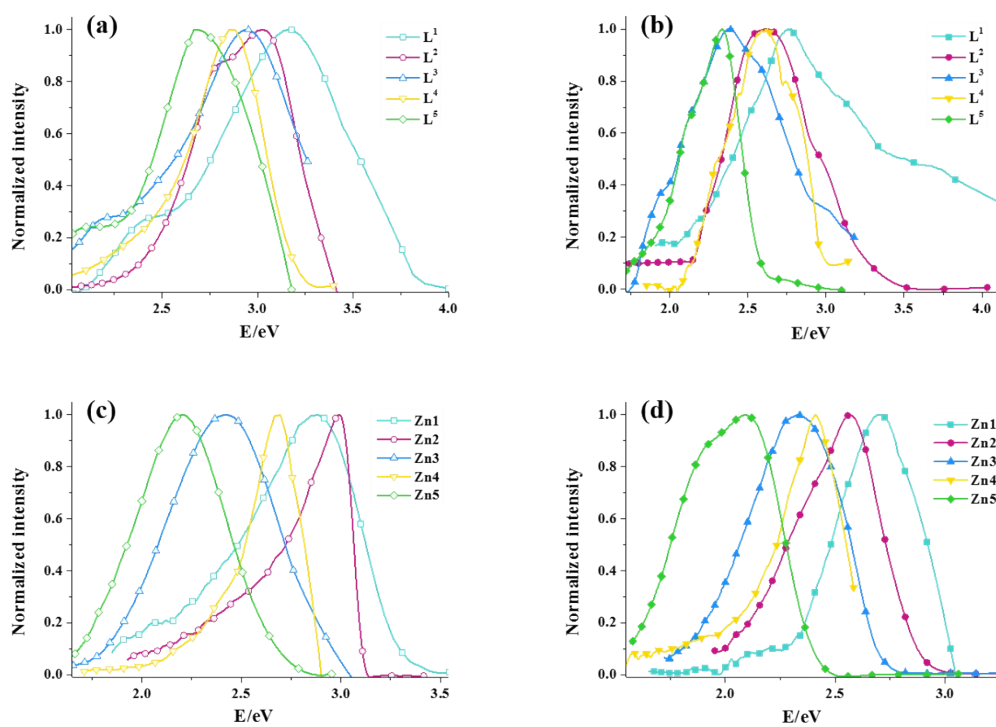 (a)
L¹
L²
L³
L⁴
L⁵
Normalized intensity
1.0
0.8
0.6
0.4
0.2
0.0
2.5 3.0 3.5 4.0
E/eV
(b)
L¹
L²
L³
L⁴
L⁵
Normalized intensity
1.0
0.8
0.6
0.4
0.2
0.0
2.0 2.5 3.0 3.5 4.0
E/eV
(c)
Zn1
Zn2
Zn3
Zn4
Zn5
Normalized intensity
1.0
0.8
0.6
0.4
0.2
0.0
2.0 2.5 3.0 3.5
E/eV
(d)
Zn1
Zn2
Zn3
Zn4
Zn5
Normalized intensity
1.0
0.8
0.6
0.4
0.2
0.0
2.0 2.5 3.0
E/eV